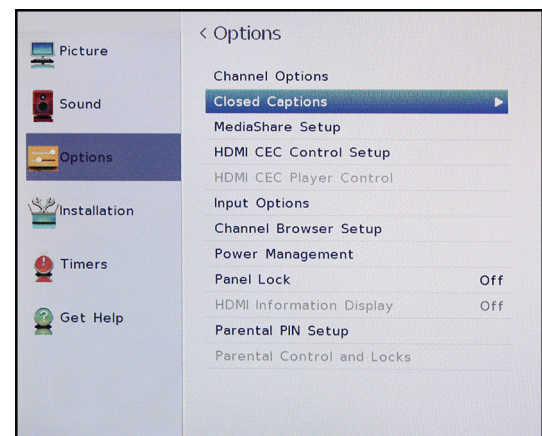 Picture
Sound
Options
Installation
Timers
Get Help
< Options
Channel Options
Closed Captions
MediaShare Setup
HDMI CEC Control Setup
HDMI CEC Player Control
Input Options
Channel Browser Setup
Power Management
Panel Lock Off
HDMI Information Display Off
Parental PIN Setup
Parental Control and Locks